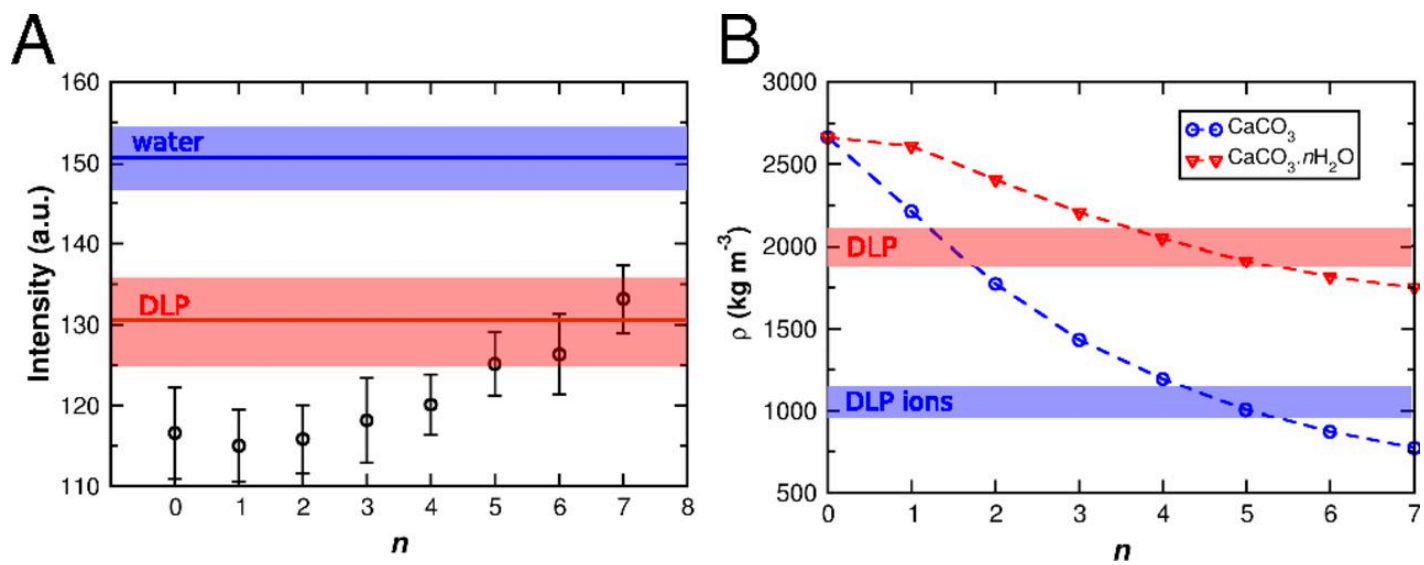 A
160
150
140
130
120
110
Intensity (a.u.)
water
DLP
0 1 2 3 4 5 6 7 8
n
B
3000
2500
2000
1500
1000
500
ρ (kg m⁻³)
CaCO₃
CaCO₃.nH₂O
DLP
DLP ions
0 1 2 3 4 5 6 7
n